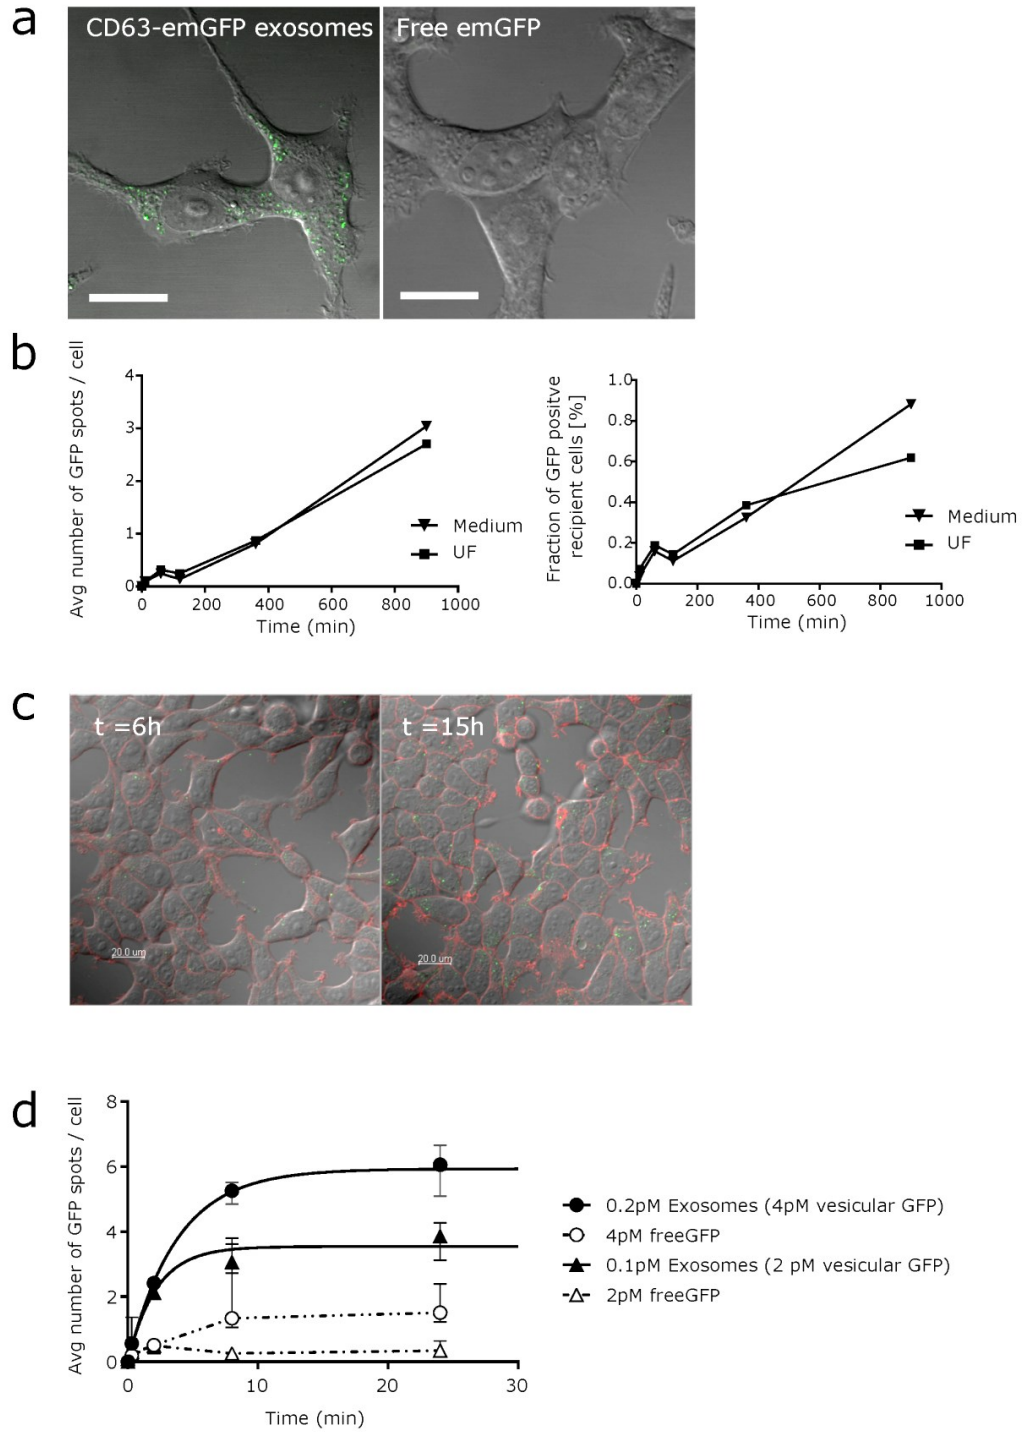 a
CD63-emGFP exosomes
Free emGFP
b
Avg number of GFP spots / cell
4
3
2
1
0
0 200 400 600 800 1000
Time (min)
Medium
UF
Fraction of GFP positve
recipient cells [%]
1.0
0.8
0.6
0.4
0.2
0.0
0 200 400 600 800 1000
Time (min)
Medium
UF
c
t =6h
t =15h
20.0 um
20.0 um
d
Avg number of GFP spots / cell
8
6
4
2
0
0 10 20 30
Time (min)
0.2pM Exosomes (4pM vesicular GFP)
4pM freeGFP
0.1pM Exosomes (2 pM vesicular GFP)
2pM freeGFP